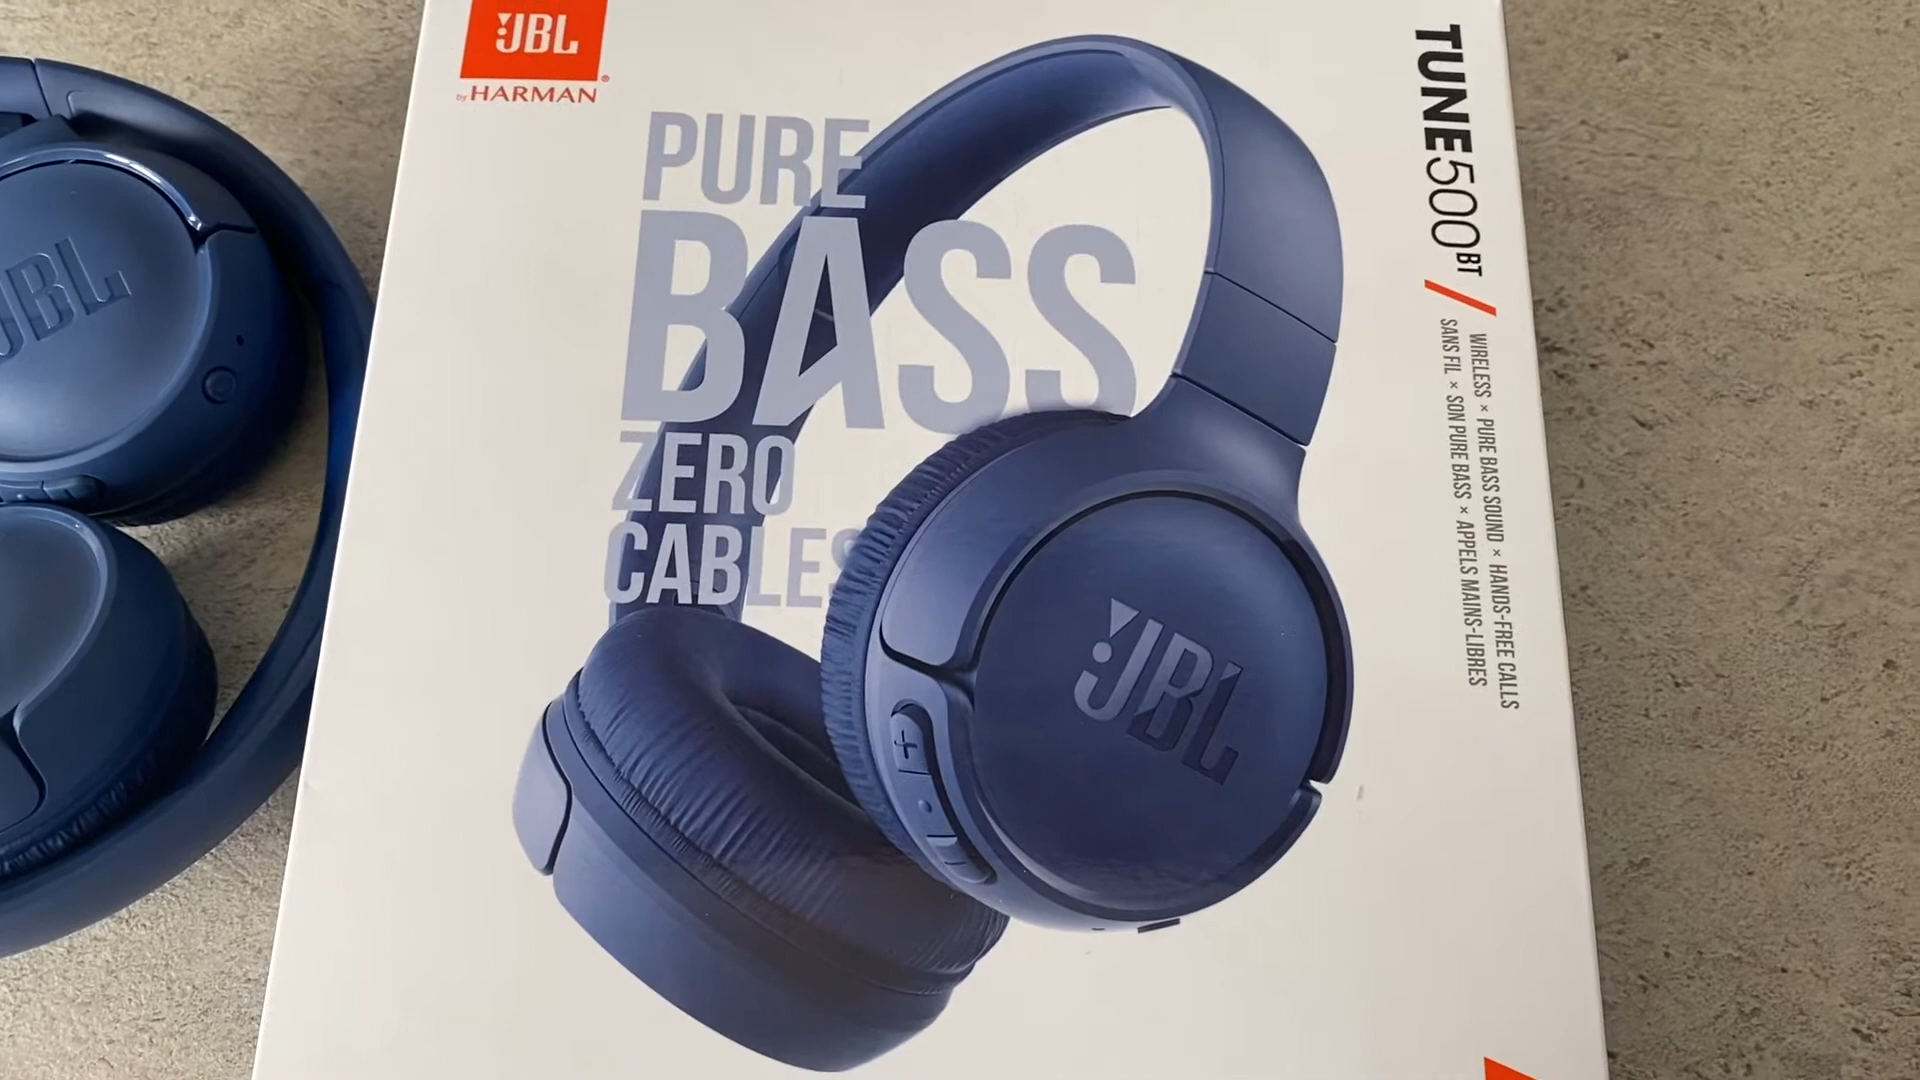 JBL
by HARMAN
PURE
BASS
ZERO
CABLES
JBL
JBL
TUNE500BT
WIRELESS × PURE BASS SOUND × HANDS-FREE CALLS
SANS FIL × SON PURE BASS × APPELS MAINS-LIBRES